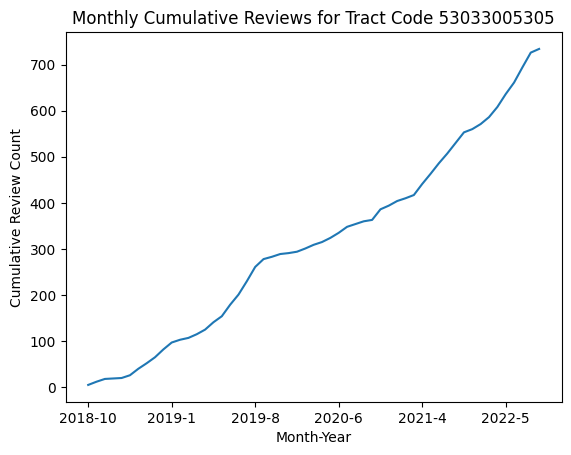 Monthly Cumulative Reviews for Tract Code 53033005305
Cumulative Review Count
700
600
500
400
300
200
100
0
2018-10 2019-1 2019-8 2020-6 2021-4 2022-5
Month-Year